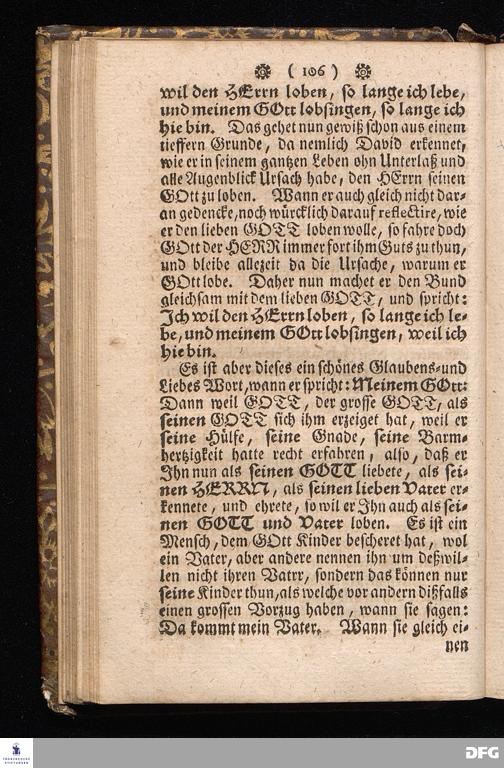 ( 106 )
wil den HErrn loben, so lange ich lebe,
und meinem GOtt lobsingen, so lange ich
hie bin. Das gehet nun gewiß schon aus einem
tieffern Grunde, da nemlich David erkennet,
wie er in seinem gantzen Leben ohn Unterlaß und
alle Augenblick Ursach habe, den HErrn seinen
GOtt zu loben. Wann er auch gleich nicht dar-
an gedencke, noch würcklich darauf reflectire, wie
er den lieben GOTT loben wolle, so fahre doch
GOtt der HERR immer fort ihm Guts zu thun,
und bleibe allezeit da die Ursache, warum er
GOtt lobe. Daher nun machet er den Bund
gleichsam mit dem lieben GOTT, und spricht:
Ich wil den HErrn loben, so lange ich le-
be, und meinem GOtt lobsingen, weil ich
hie bin.
Es ist aber dieses ein schönes Glaubens-und
Liebes Wort, wann er spricht: Meinem GOtt:
Dann weil GOTT, der grosse GOTT, als
seinen GOTT sich ihm erzeiget hat, weil er
seine Hülfe, seine Gnade, seine Barm-
hertzigkeit hatte recht erfahren, also, daß er
Ihn nun als seinen GOTT liebete, als sei-
nen HERRN, als seinen lieben Vater er-
kennete, und ehrete, so wil er Ihn auch als sei-
nen GOTT und Vater loben. Es ist ein
Mensch, dem GOtt Kinder bescheret hat, wol
ein Vater, aber andere nennen ihn um deßwil-
len nicht ihren Vatrr, sondern das können nur
seine Kinder thun, als welche vor andern dißfalls
einen grossen Vorzug haben, wann sie sagen:
Da kommt mein Vater. Wann sie gleich ei-
nen
FRANCKESCHE
STIFTUNGEN
DFG